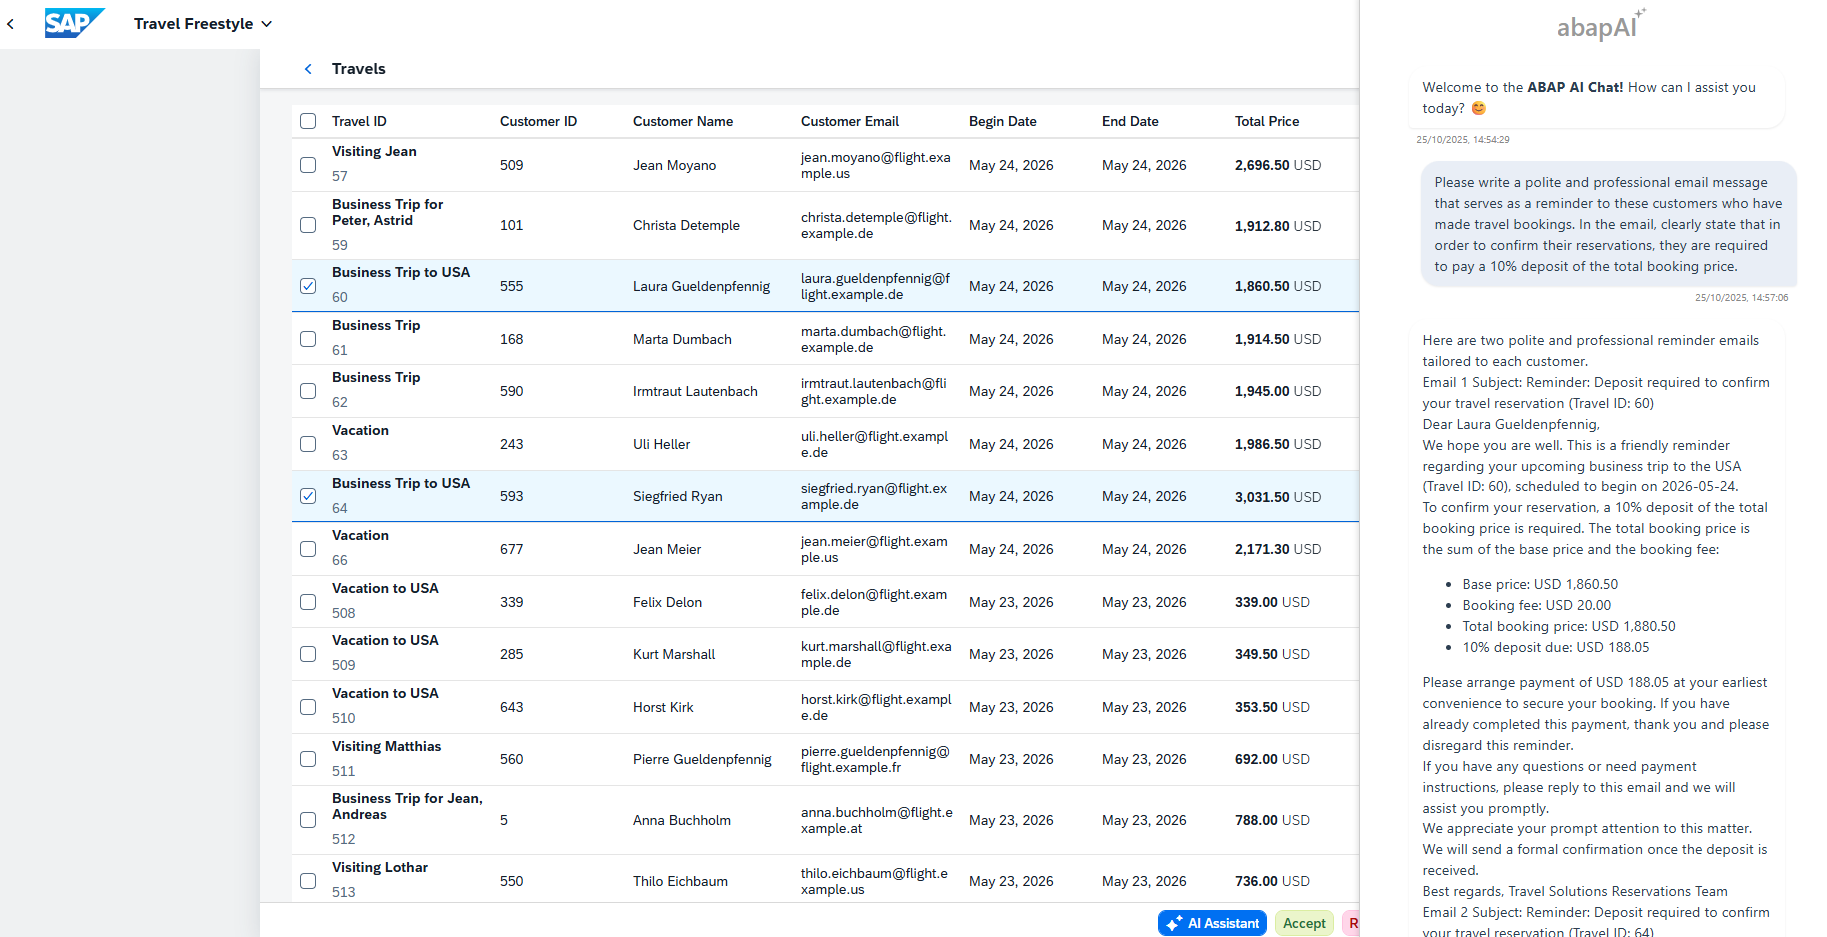 SAP
Travel Freestyle
Travels
Travel ID Customer ID Customer Name Customer Email Begin Date End Date Total Price
Visiting Jean
57
509 Jean Moyano
jean.moyano@flight.exa
mple.us
May 24, 2026 May 24, 2026 2,696.50 USD
Business Trip for
Peter, Astrid
59
101 Christa Detemple
christa.detemple@flight.
example.de
May 24, 2026 May 24, 2026 1,912.80 USD
Business Trip to USA
60
555 Laura Gueldenpfennig
laura.gueldenpfennig@f
light.example.de
May 24, 2026 May 24, 2026 1,860.50 USD
Business Trip
61
168 Marta Dumbach
marta.dumbach@flight.
example.de
May 24, 2026 May 24, 2026 1,914.50 USD
Business Trip
62
590 Irmtraut Lautenbach
irmtraut.lautenbach@fli
ght.example.de
May 24, 2026 May 24, 2026 1,945.00 USD
Vacation
63
243 Uli Heller
uli.heller@flight.exampl
e.de
May 24, 2026 May 24, 2026 1,986.50 USD
Business Trip to USA
64
593 Siegfried Ryan
siegfried.ryan@flight.ex
ample.de
May 24, 2026 May 24, 2026 3,031.50 USD
Vacation
66
677 Jean Meier
jean.meier@flight.exam
ple.us
May 24, 2026 May 24, 2026 2,171.30 USD
Vacation to USA
508
339 Felix Delon
felix.delon@flight.exam
ple.de
May 23, 2026 May 23, 2026 339.00 USD
Vacation to USA
509
285 Kurt Marshall
kurt.marshall@flight.exa
mple.de
May 23, 2026 May 23, 2026 349.50 USD
Vacation to USA
510
643 Horst Kirk
horst.kirk@flight.exampl
e.de
May 23, 2026 May 23, 2026 353.50 USD
Visiting Matthias
511
560 Pierre Gueldenpfennig
pierre.gueldenpfennig@
flight.example.fr
May 23, 2026 May 23, 2026 692.00 USD
Business Trip for Jean,
Andreas
512
5 Anna Buchholm
anna.buchholm@flight.e
xample.at
May 23, 2026 May 23, 2026 788.00 USD
Visiting Lothar
513
550 Thilo Eichbaum
thilo.eichbaum@flight.e
xample.us
May 23, 2026 May 23, 2026 736.00 USD
AI Assistant Accept R
abapAI
Welcome to the ABAP AI Chat! How can I assist you
today? 😊
25/10/2025, 14:54:29
Please write a polite and professional email message
that serves as a reminder to these customers who have
made travel bookings. In the email, clearly state that in
order to confirm their reservations, they are required
to pay a 10% deposit of the total booking price.
25/10/2025, 14:57:06
Here are two polite and professional reminder emails
tailored to each customer.
Email 1 Subject: Reminder: Deposit required to confirm
your travel reservation (Travel ID: 60)
Dear Laura Gueldenpfennig,
We hope you are well. This is a friendly reminder
regarding your upcoming business trip to the USA
(Travel ID: 60), scheduled to begin on 2026-05-24.
To confirm your reservation, a 10% deposit of the total
booking price is required. The total booking price is
the sum of the base price and the booking fee:
• Base price: USD 1,860.50
• Booking fee: USD 20.00
• Total booking price: USD 1,880.50
• 10% deposit due: USD 188.05
Please arrange payment of USD 188.05 at your earliest
convenience to secure your booking. If you have
already completed this payment, thank you and please
disregard this reminder.
If you have any questions or need payment
instructions, please reply to this email and we will
assist you promptly.
We appreciate your prompt attention to this matter.
We will send a formal confirmation once the deposit is
received.
Best regards, Travel Solutions Reservations Team
Email 2 Subject: Reminder: Deposit required to confirm
your travel reservation (Travel ID: 64)